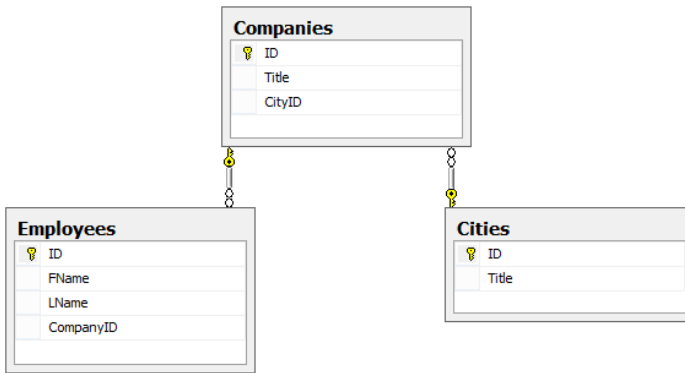 Companies
ID
Title
CityID
Employees
ID
FName
LName
CompanyID
Cities
ID
Title